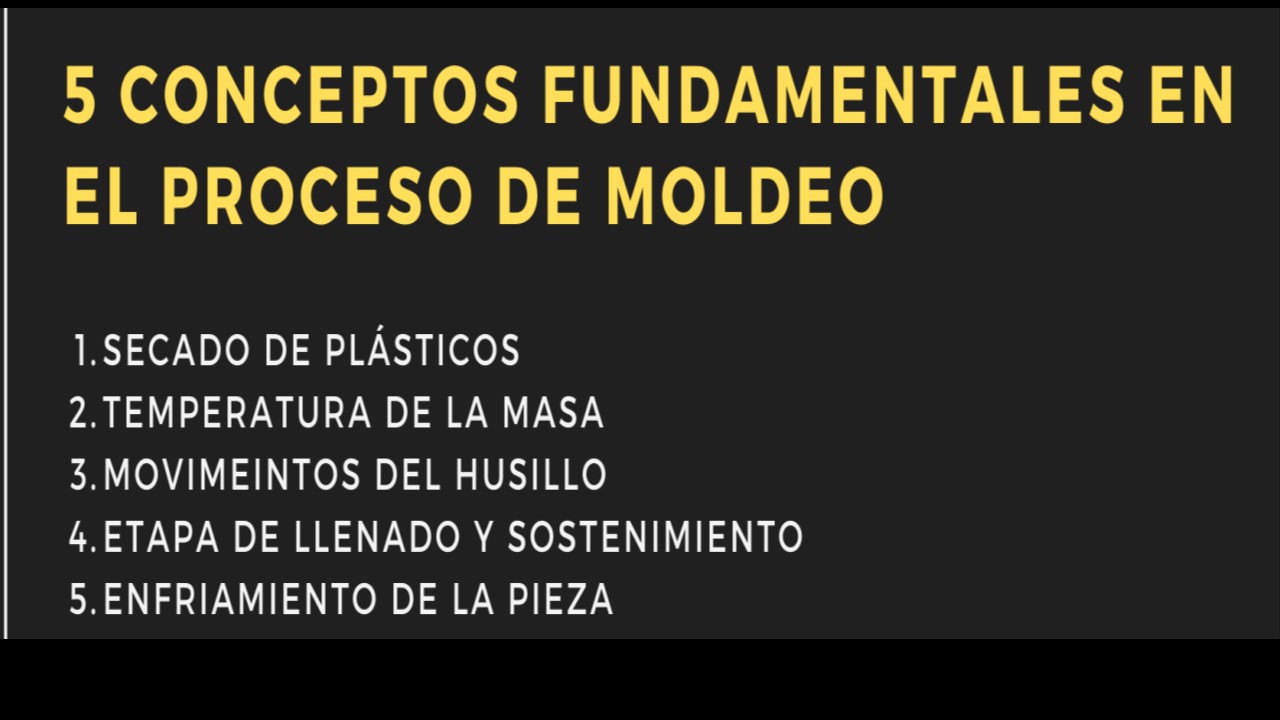 5 CONCEPTOS FUNDAMENTALES EN
EL PROCESO DE MOLDEO
1. SECADO DE PLÁSTICOS
2. TEMPERATURA DE LA MASA
3. MOVIMEINTOS DEL HUSILLO
4. ETAPA DE LLENADO Y SOSTENIMIENTO
5. ENFRIAMIENTO DE LA PIEZA